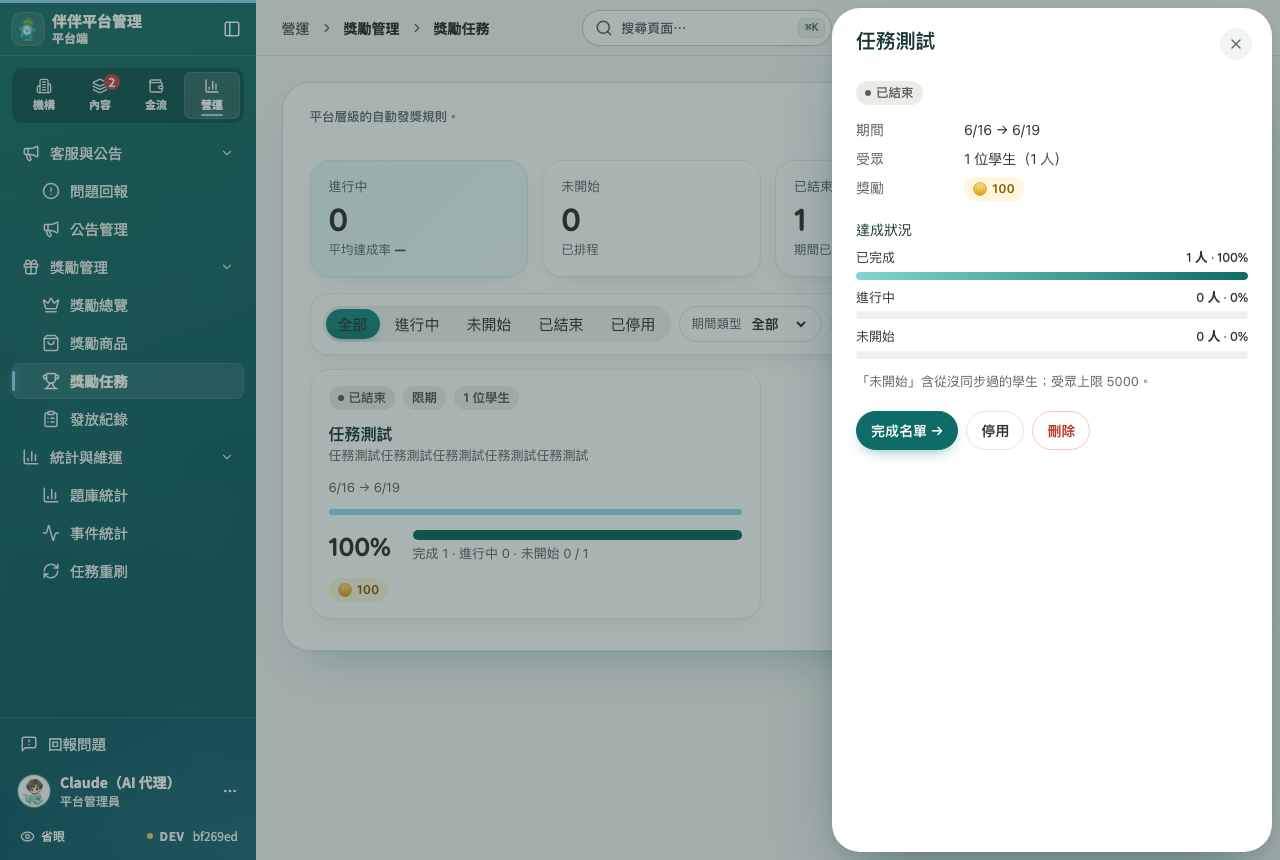 伴伴平台管理
平台端
機構
內容
2
金流
營運
客服與公告
問題回報
公告管理
獎勵管理
獎勵總覽
獎勵商品
獎勵任務
發放紀錄
統計與維運
題庫統計
事件統計
任務重刷
回報問題
Claude（AI 代理）
平台管理員
省眼
DEV bf269ed
營運 > 獎勵管理 > 獎勵任務
搜尋頁面… ⌘K
平台層級的自動發獎規則。
進行中
0
平均達成率 —
未開始
0
已排程
已結束
1
期間已
全部 進行中 未開始 已結束 已停用
期間類型 全部
已結束 限期 1 位學生
任務測試
任務測試任務測試任務測試任務測試任務測試
6/16 → 6/19
100%
完成 1 · 進行中 0 · 未開始 0 / 1
100
任務測試
已結束
期間 6/16 → 6/19
受眾 1 位學生（1 人）
獎勵 100
達成狀況
已完成 1 人 · 100%
進行中 0 人 · 0%
未開始 0 人 · 0%
「未開始」含從沒同步過的學生；受眾上限 5000。
完成名單 → 停用 刪除